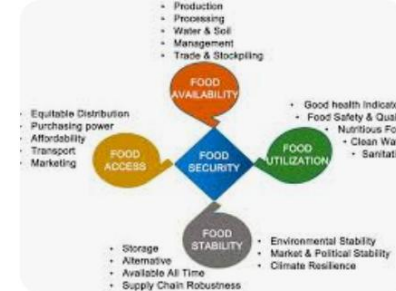 Production
Processing
Water & Soil
Management
Trade & Stockpiling
FOOD
AVAILABILITY
Equitable Distribution
Purchasing power
Affordability
Transport
Marketing
FOOD
ACCESS
FOOD
SECURITY
FOOD
UTILIZATION
Good health Indicate
Food Safety & Qual
Nutritious Fo
Clean Wa
Sanitati
FOOD
STABILITY
Storage
Alternative
Available All Time
Supply Chain Robustness
Environmental Stability
Market & Political Stability
Climate Resilience